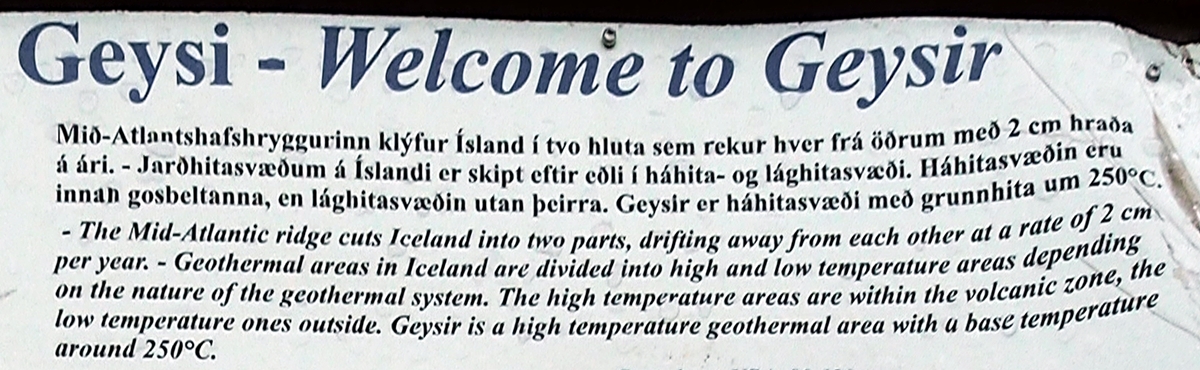 Geysi - Welcome to Geysir
Mið-Atlantshafshryggurinn klýfur Ísland í tvo hluta sem rekur hver frá öðrum með 2 cm hraða
á ári. - Jarðhitasvæðum á Íslandi er skipt eftir eðli í háhita- og lághitasvæði. Háhitasvæðin eru
innan gosbeltanna, en lághitasvæðin utan þeirra. Geysir er háhitasvæði með grunnhita um 250°C.
- The Mid-Atlantic ridge cuts Iceland into two parts, drifting away from each other at a rate of 2 cm
per year. - Geothermal areas in Iceland are divided into high and low temperature areas depending
on the nature of the geothermal system. The high temperature areas are within the volcanic zone, the
low temperature ones outside. Geysir is a high temperature geothermal area with a base temperature
around 250°C.